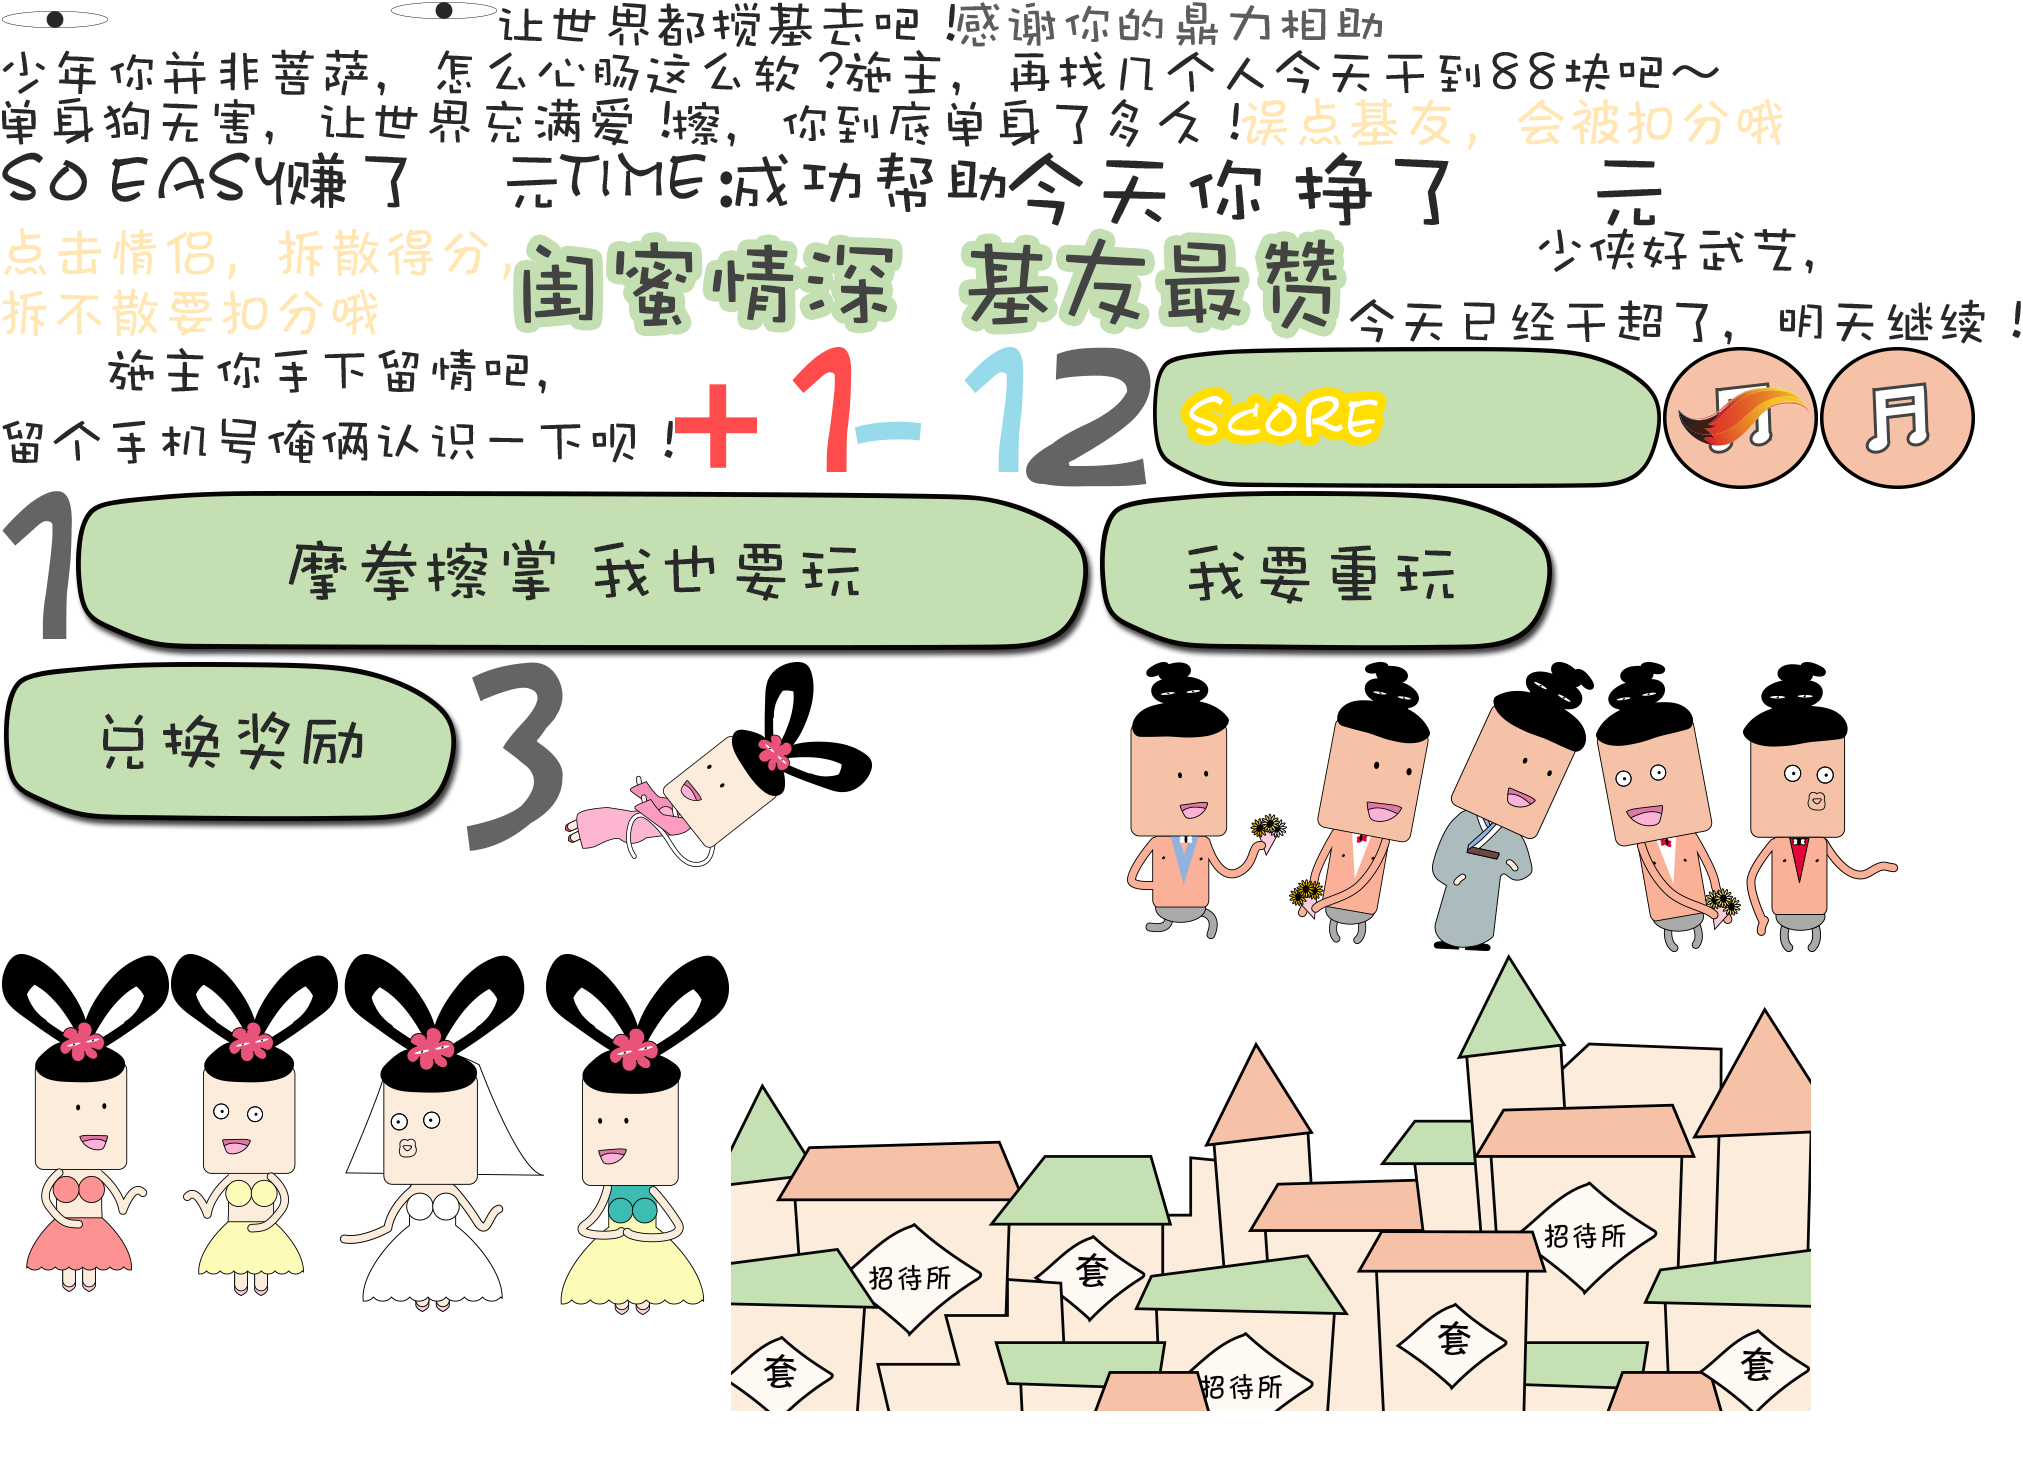 让世界都搅基去吧！感谢你的鼎力相助
少年你并非菩萨，怎么心肠这么软？施主，再找几个人今天干到88块吧～
单身狗无害，让世界充满爱！擦，你到底单身了多久！误点基友，会被扣分哦
SO EASY赚了 元TIME:成功帮助今天你挣了 元
点击情侣，拆散得分，
拆不散要扣分哦
闺蜜情深 基友最赞
少侠好武艺，
今天已经干超了，明天继续！
施主你手下留情吧，
留个手机号俺俩认识一下呗！
+1
-1
2
SCORE
1
摩拳擦掌 我也要玩
我要重玩
兑换奖励
3
招待所
招待所
套
套
套
招待所
套